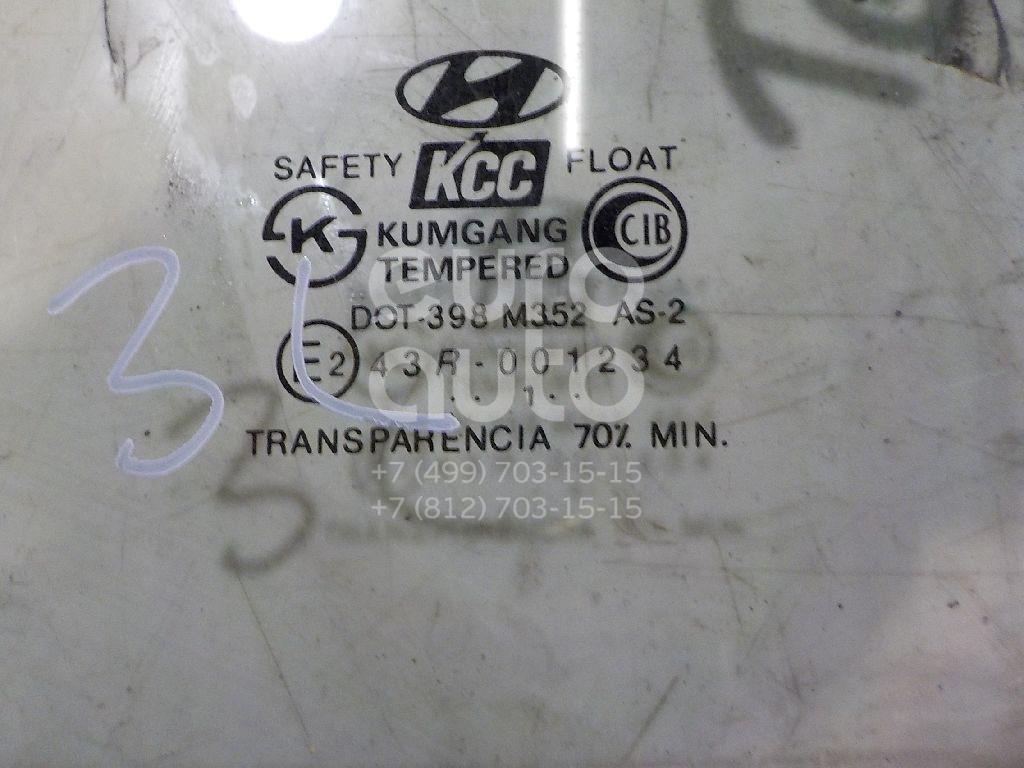 SAFETY KCC FLOAT
K KUMGANG CIB
TEMPERED
DOT-398 M352 AS-2
E2 43R-001234
. . 1 . .
TRANSPARENCIA 70% MIN.
3L
euro
auto
+7 (499) 703-15-15
+7 (812) 703-15-15